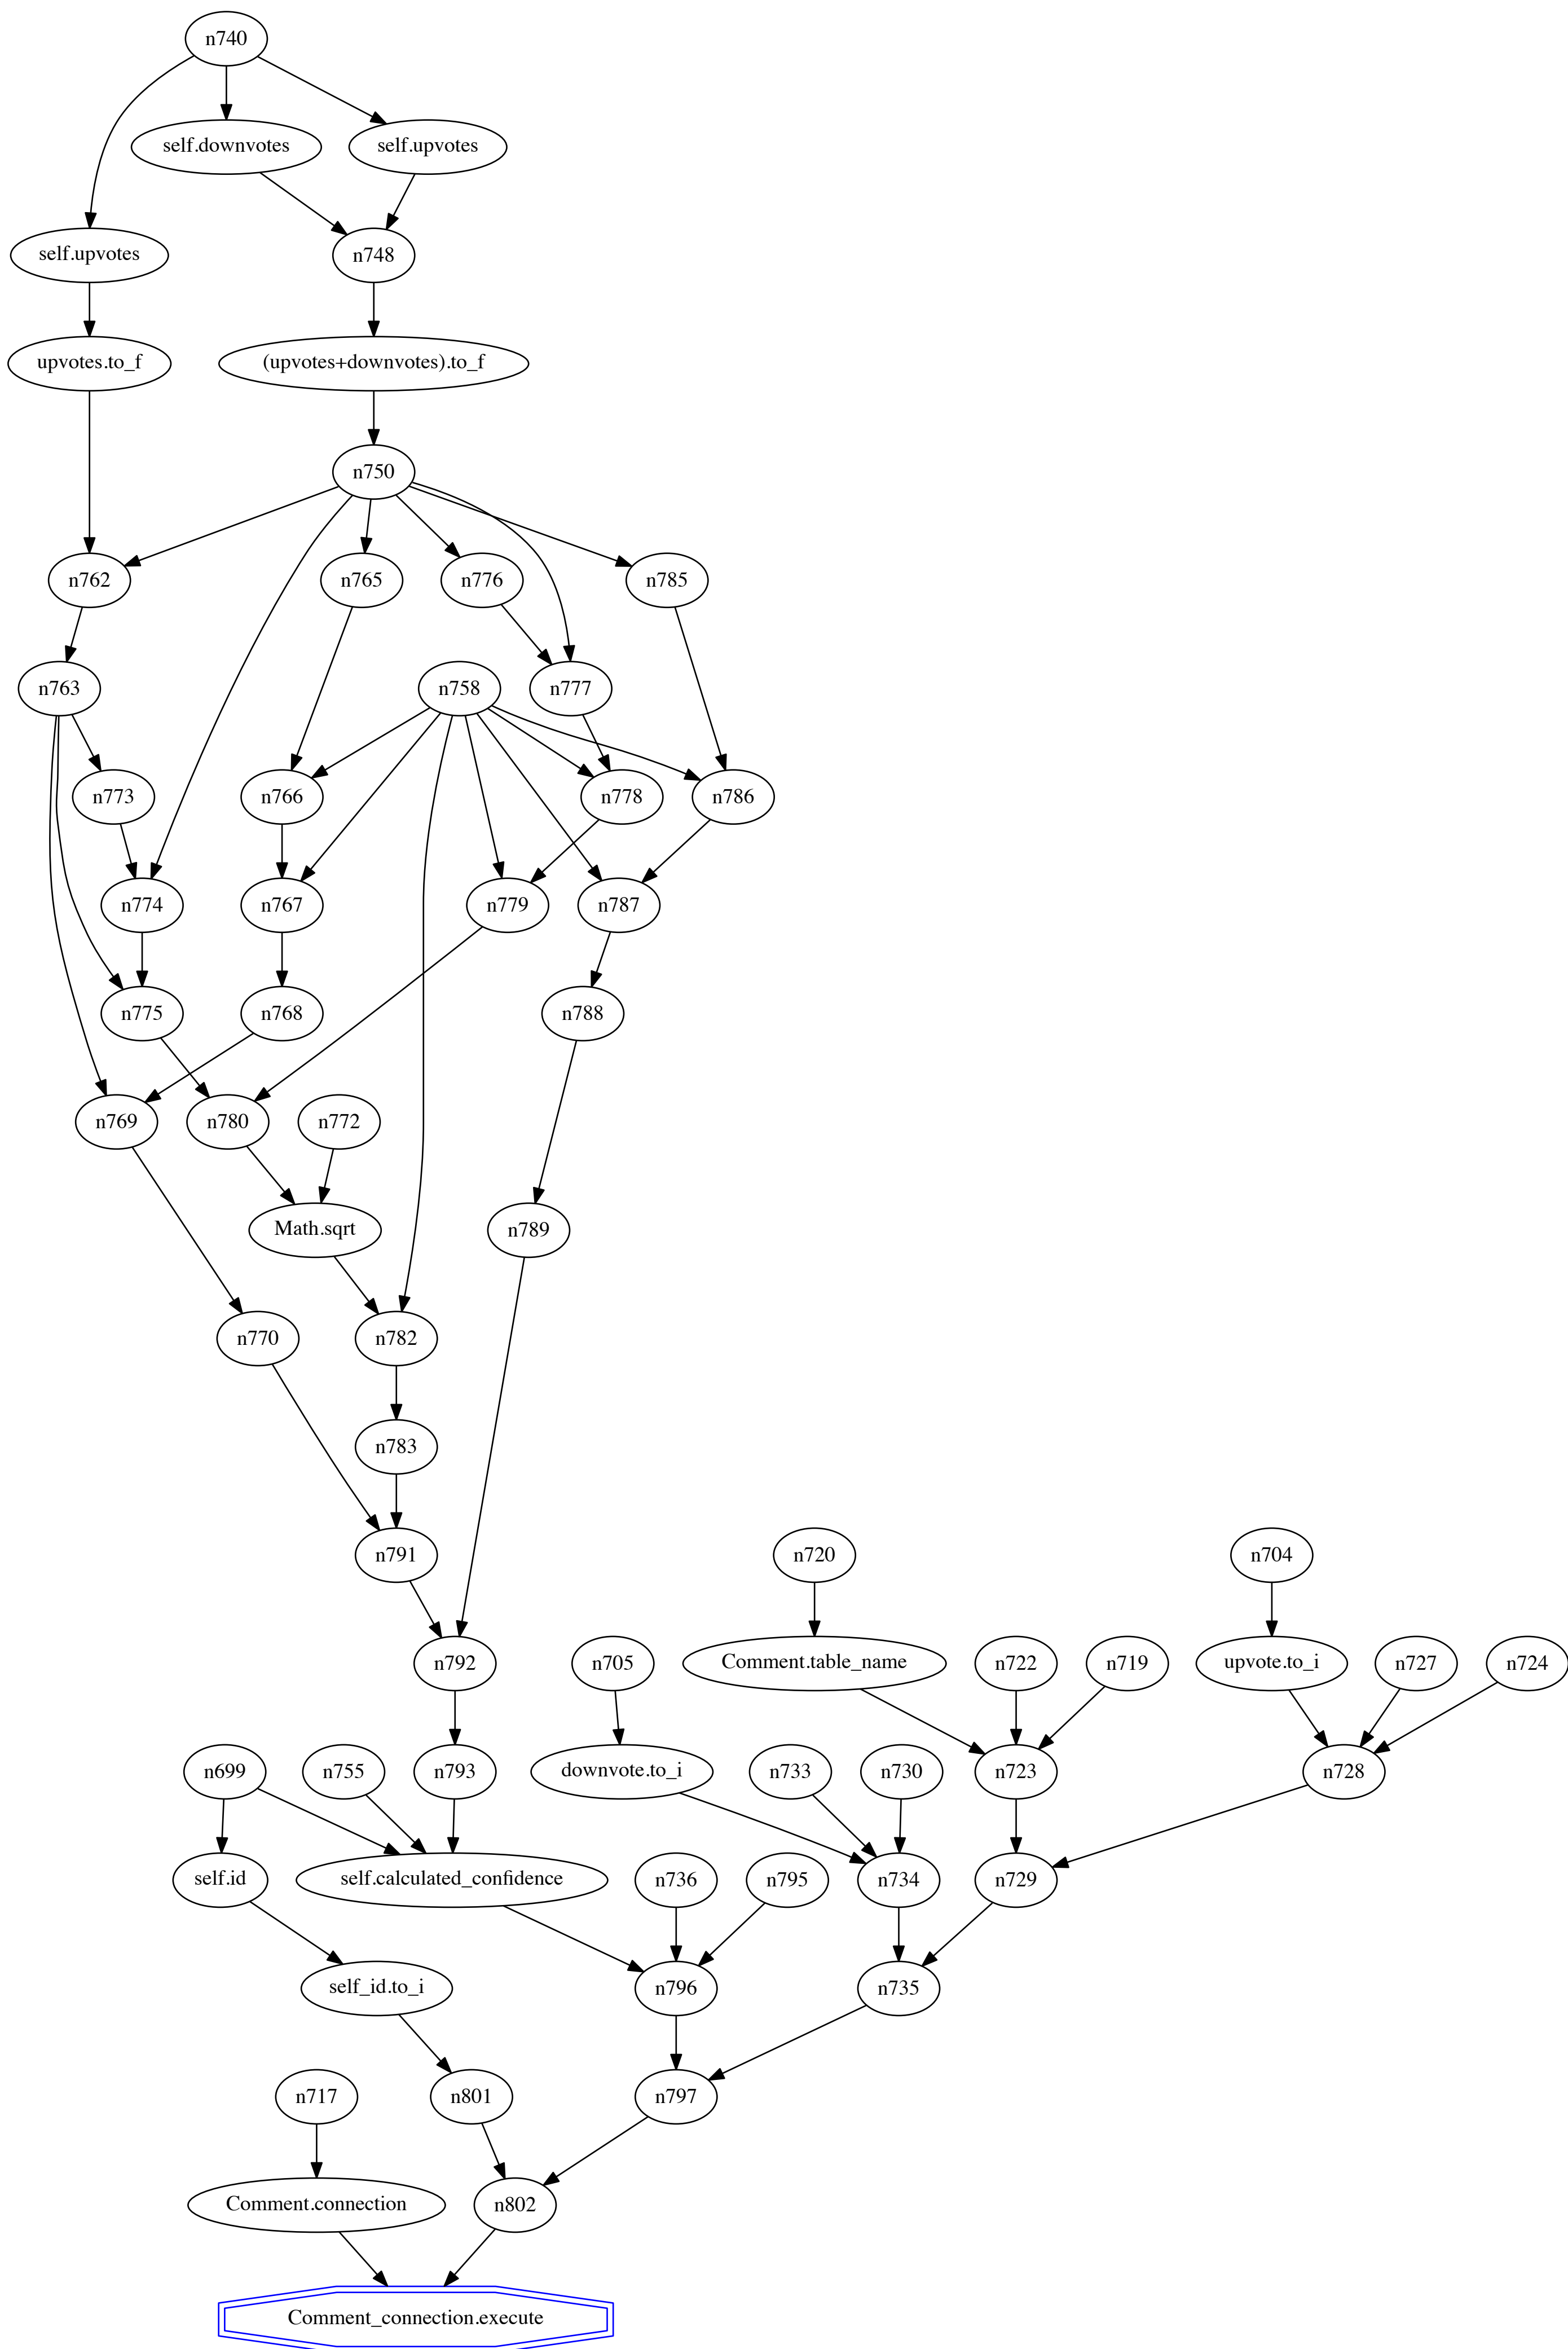 n740
self.downvotes
self.upvotes
self.upvotes
n748
upvotes.to_f
(upvotes+downvotes).to_f
n750
n762
n765
n776
n785
n763
n758
n777
n773
n766
n778
n786
n774
n767
n779
n787
n775
n768
n788
n769
n780
n772
Math.sqrt
n789
n770
n782
n783
n791
n720
n704
n792
n705
Comment.table_name
n722
n719
upvote.to_i
n727
n724
n699
n755
n793
downvote.to_i
n733
n730
n723
n728
self.id
self.calculated_confidence
n736
n795
n734
n729
self_id.to_i
n796
n735
n717
n801
n797
Comment.connection
n802
Comment_connection.execute